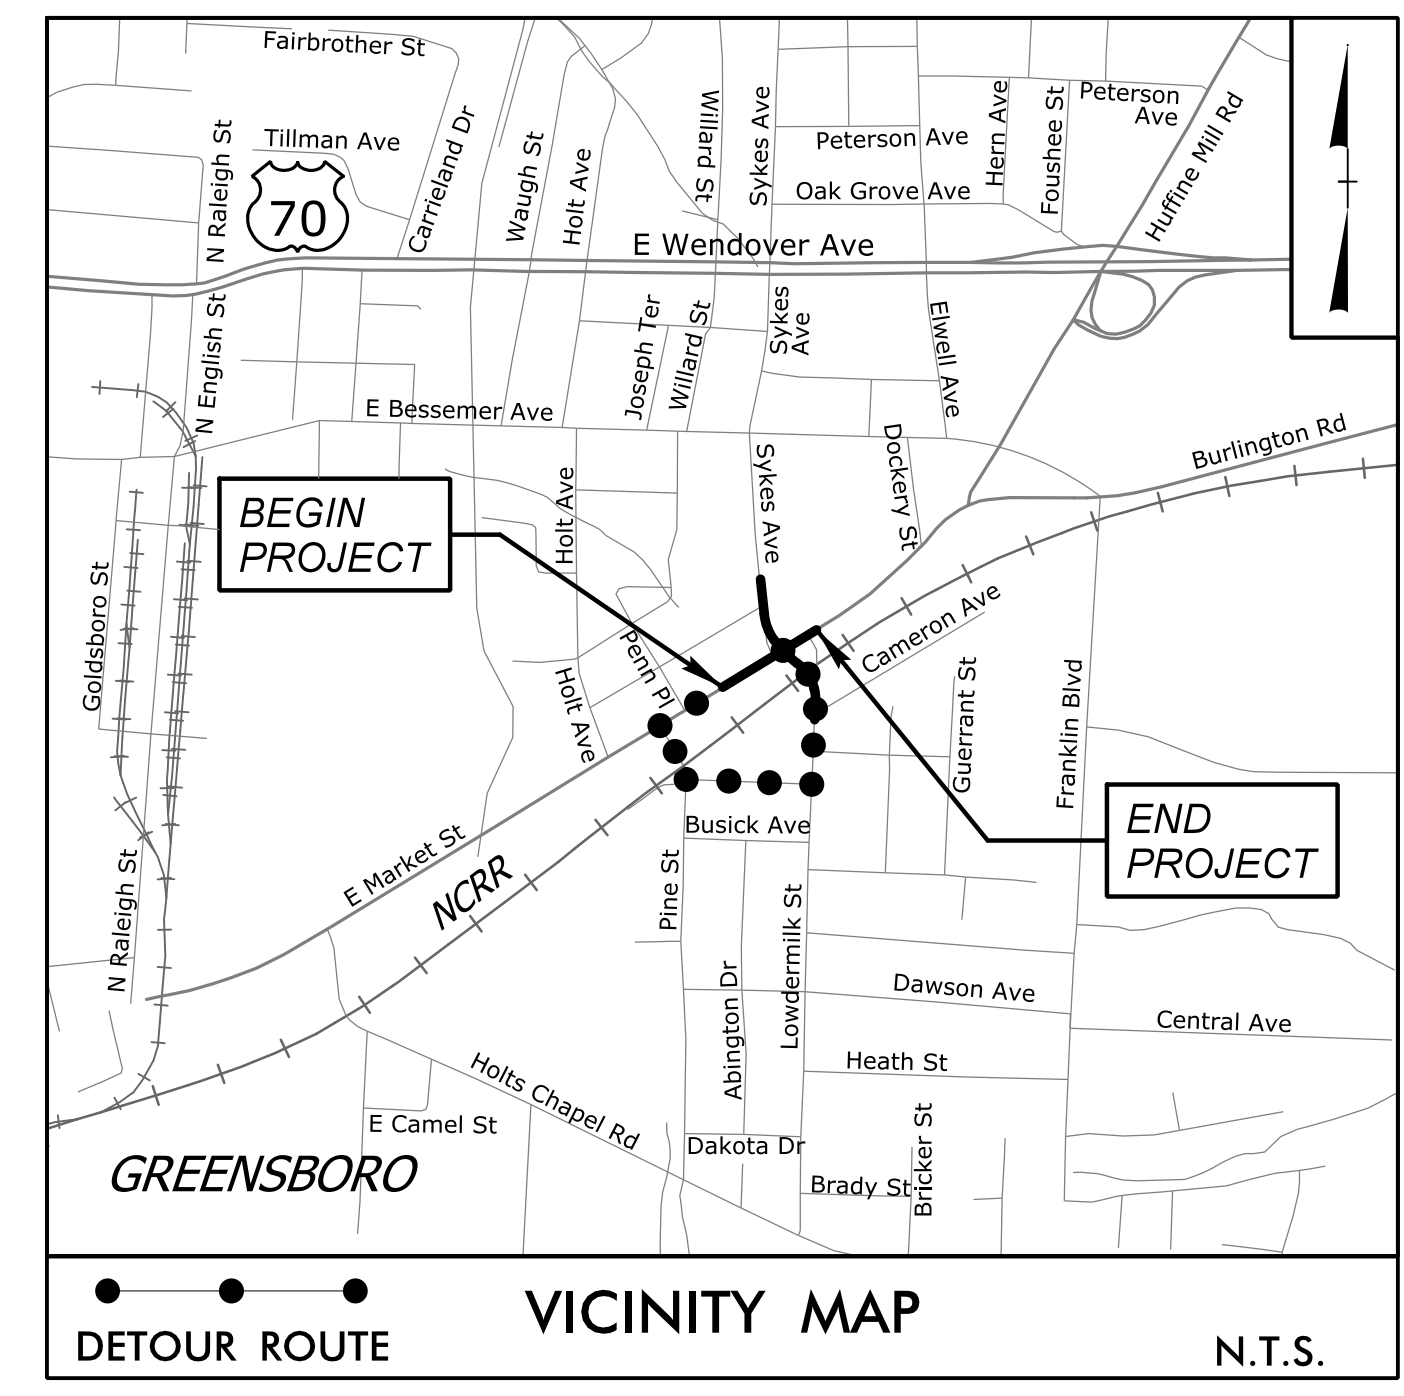 Fairbrother St
Tillman Ave
N Raleigh St
70
Carrieland Dr
Waugh St
Holt Ave
Willard St
Sykes Ave
Peterson Ave
Oak Grove Ave
Hern Ave
Foushee St
Peterson
Ave
Huffine Mill Rd
E Wendover Ave
N English St
Joseph Ter
Willard St
Sykes
Ave
Elwell Ave
E Bessemer Ave
Dockery St
Burlington Rd
Sykes Ave
Holt Ave
BEGIN
PROJECT
Goldsboro St
Penn Pl
Holt Ave
Cameron Ave
Guerrant St
Franklin Blvd
END
PROJECT
Busick Ave
E Market St
NCRR
Pine St
N Raleigh St
Abington Dr
Lowdermilk St
Dawson Ave
Central Ave
Heath St
Holts Chapel Rd
E Camel St
Dakota Dr
Bricker St
Brady St
GREENSBORO
DETOUR ROUTE
VICINITY MAP
N.T.S.